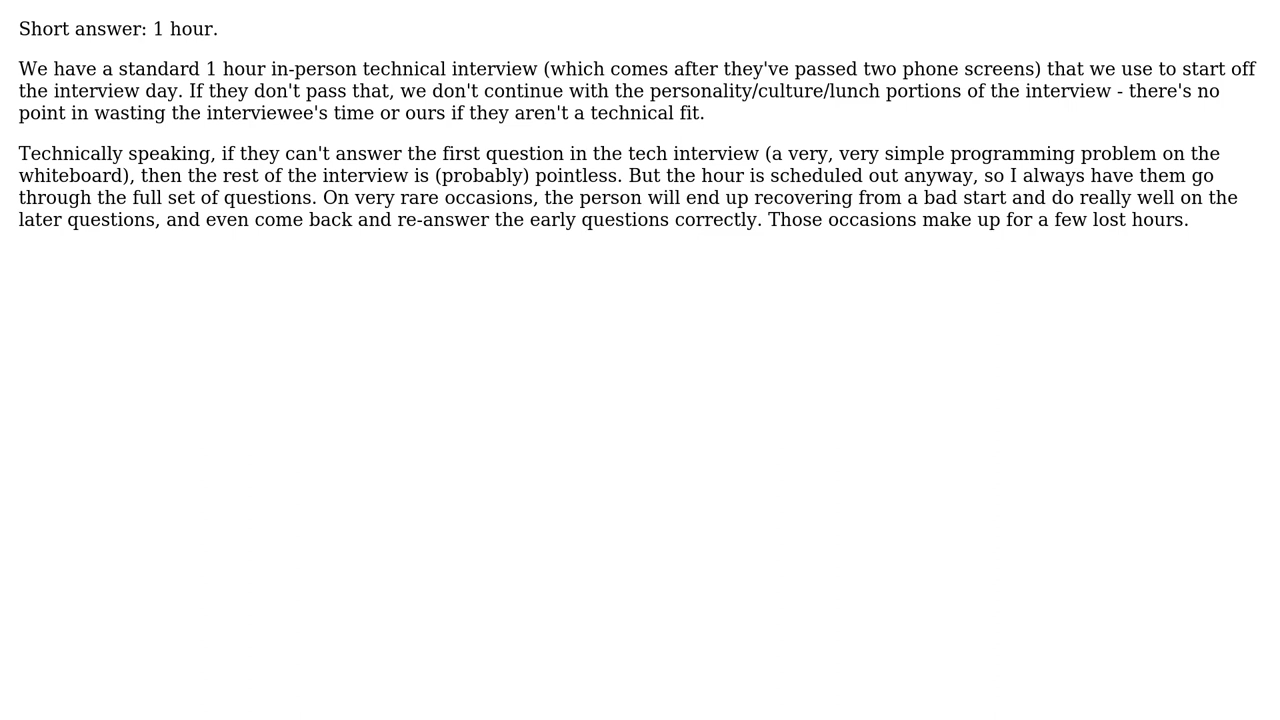 Short answer: 1 hour.
We have a standard 1 hour in-person technical interview (which comes after they've passed two phone screens) that we use to start off
the interview day. If they don't pass that, we don't continue with the personality/culture/lunch portions of the interview - there's no
point in wasting the interviewee's time or ours if they aren't a technical fit.
Technically speaking, if they can't answer the first question in the tech interview (a very, very simple programming problem on the
whiteboard), then the rest of the interview is (probably) pointless. But the hour is scheduled out anyway, so I always have them go
through the full set of questions. On very rare occasions, the person will end up recovering from a bad start and do really well on the
later questions, and even come back and re-answer the early questions correctly. Those occasions make up for a few lost hours.